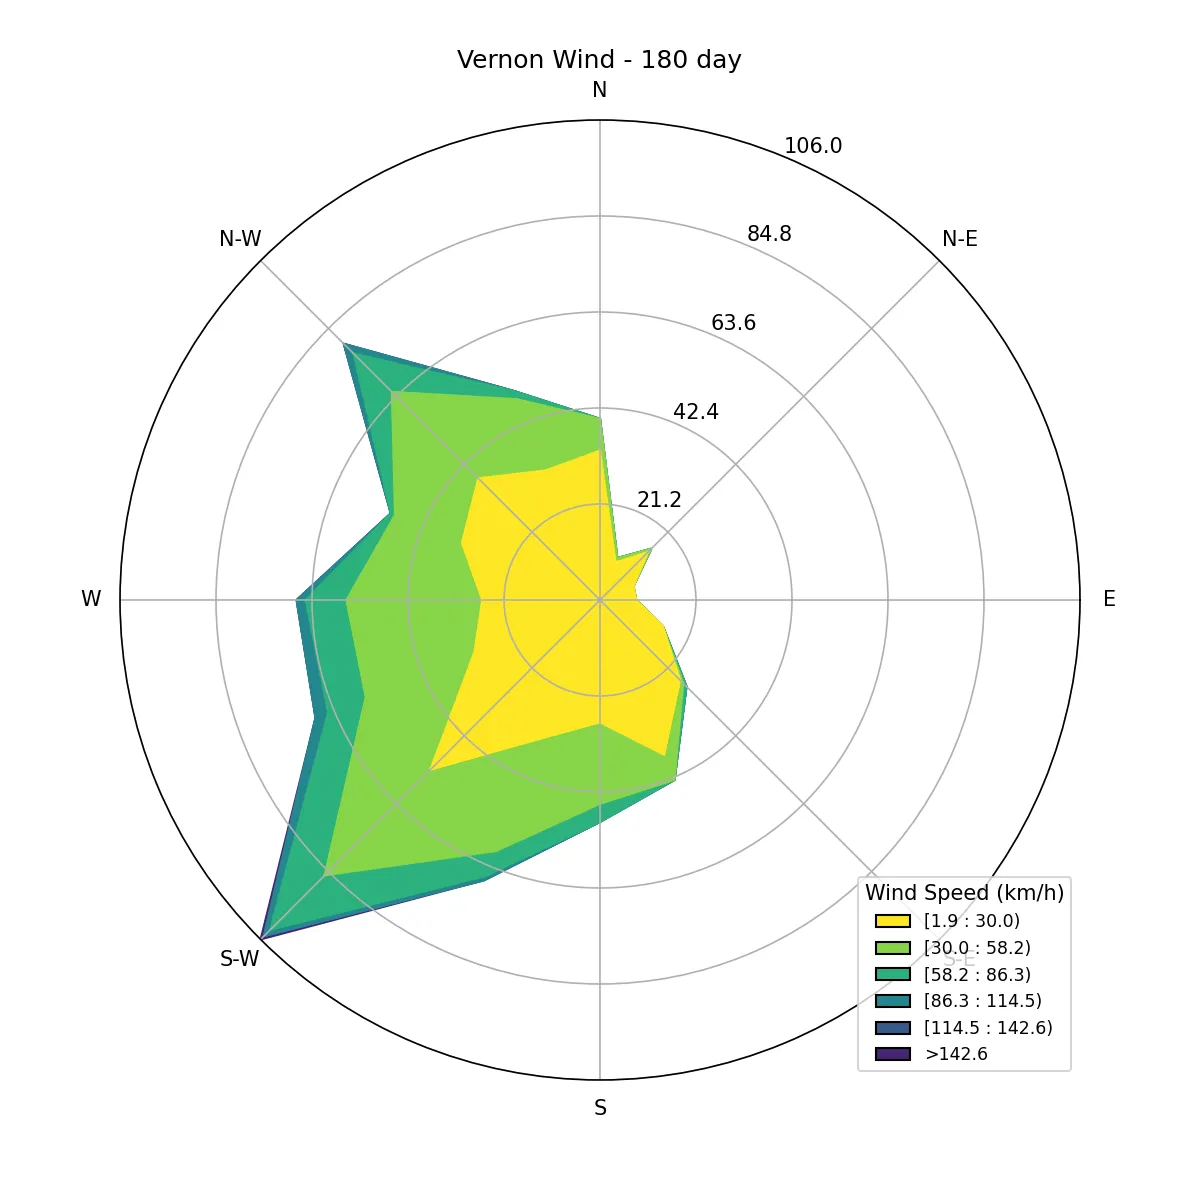 Vernon Wind - 180 day
N
106.0
84.8
N-W
N-E
63.6
42.4
21.2
W
E
Wind Speed (km/h)
[1.9 : 30.0)
[30.0 : 58.2)
S-W
S-E
[58.2 : 86.3)
[86.3 : 114.5)
[114.5 : 142.6)
>142.6
S